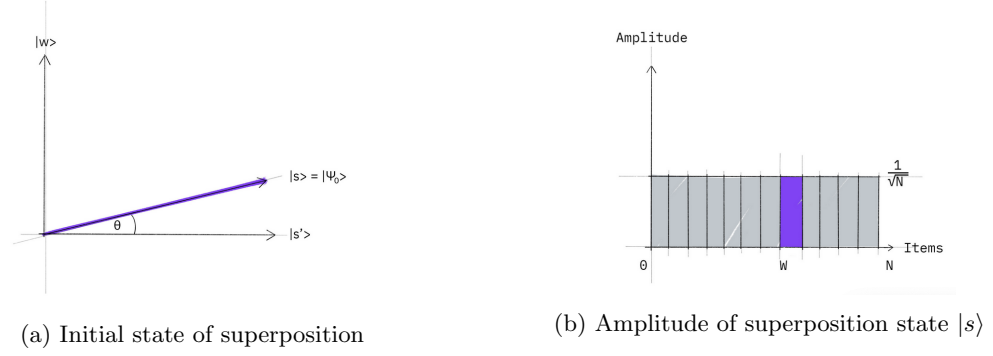 |w>
|s> = |Ψ₀>
θ
|s'>
(a) Initial state of superposition
Amplitude
1
√N
Items
0
W
N
(b) Amplitude of superposition state |s⟩